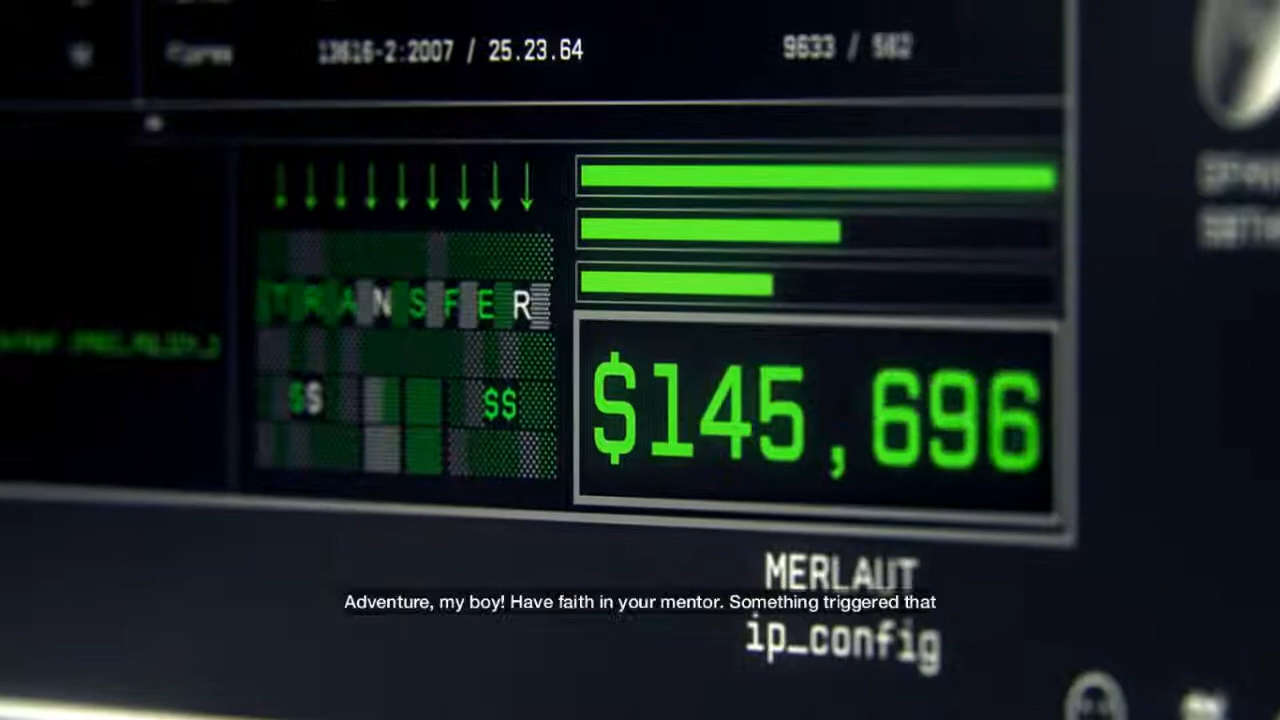 13616-2:2007 / 25.23.64
9633 / 562
TRANSFER
$$ $$
$145,696
MERLAUT
Adventure, my boy! Have faith in your mentor. Something triggered that
ip_config